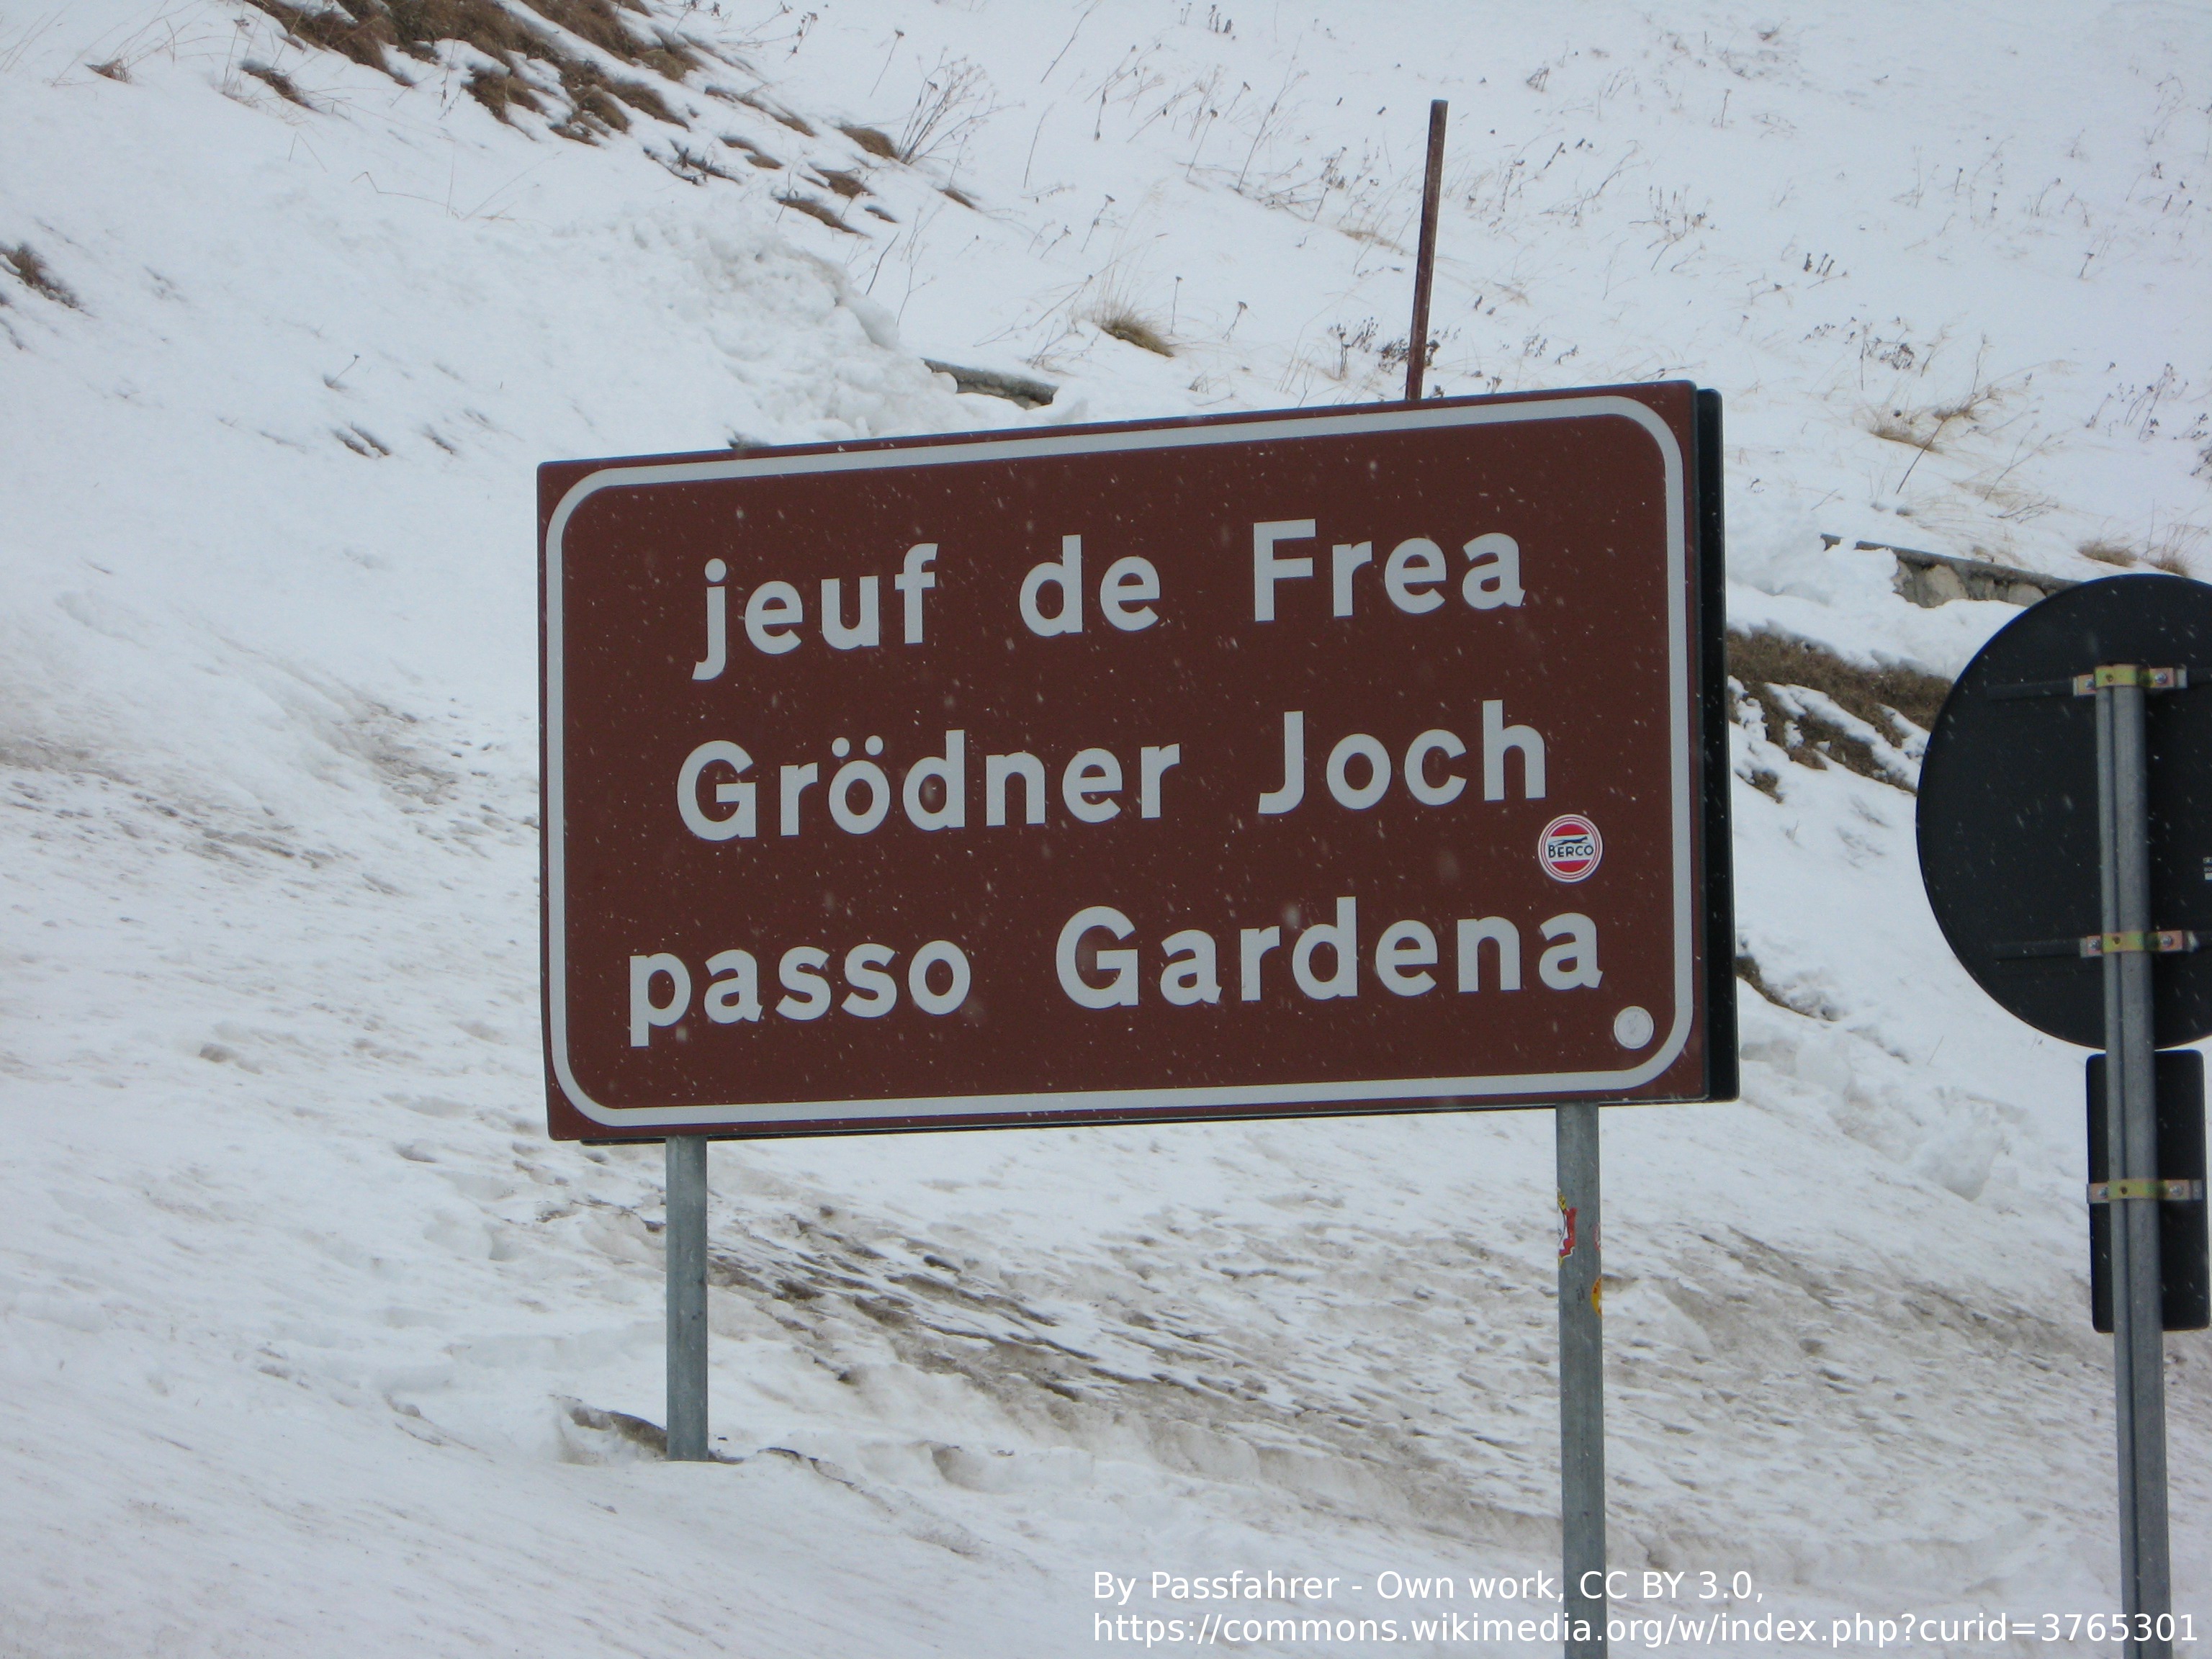 jeuf de Frea
Grödner Joch
BERCO
passo Gardena
By Passfahrer - Own work, CC BY 3.0,
https://commons.wikimedia.org/w/index.php?curid=3765301